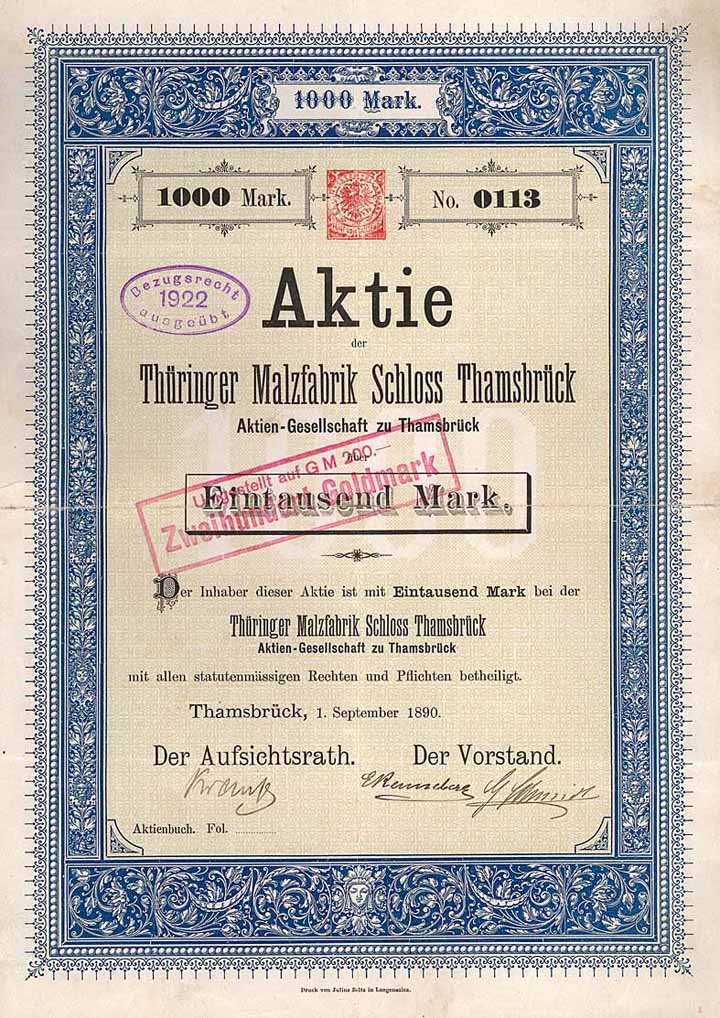 1000 Mark.
1000 Mark.
No. 0113
Bezugsrecht
1922
ausgeübt
Aktie
der
Thüringer Malzfabrik Schloss Thamsbrück
Aktien-Gesellschaft zu Thamsbrück
über
Umgestellt auf GM 200.—
Zweihundert Goldmark
Eintausend Mark.
Der Inhaber dieser Aktie ist mit Eintausend Mark bei der
Thüringer Malzfabrik Schloss Thamsbrück
Aktien-Gesellschaft zu Thamsbrück
mit allen statutenmässigen Rechten und Pflichten betheiligt.
Thamsbrück, 1. September 1890.
Der Aufsichtsrath.
Der Vorstand.
Schmidt
Aktienbuch. Fol.
Druck von Julius Beltz in Langensalza.